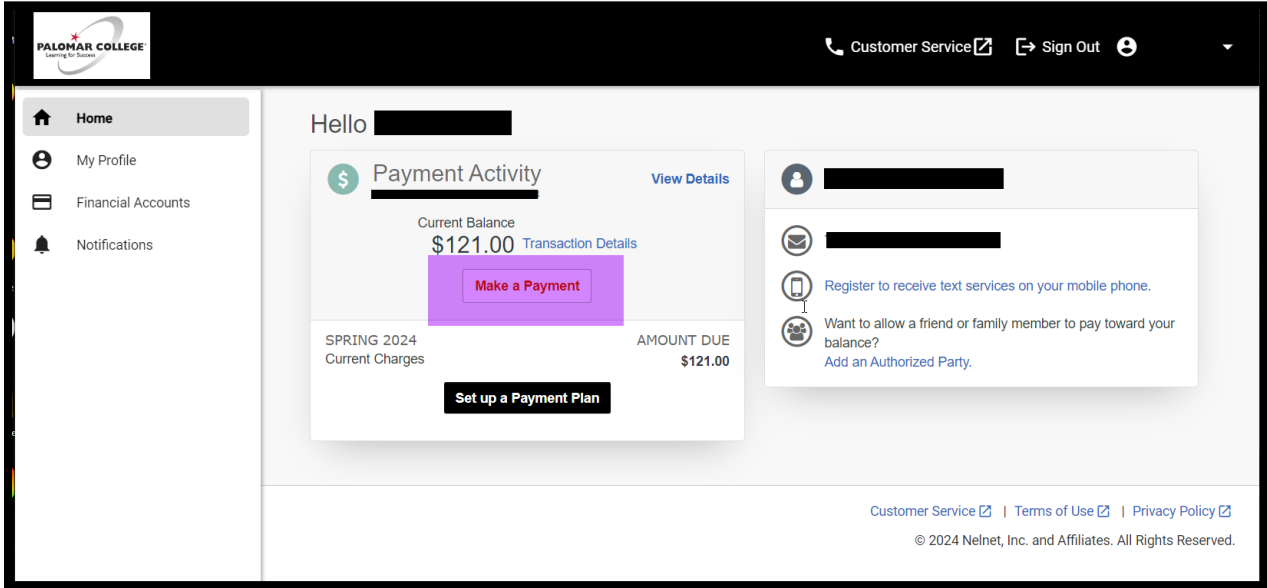 PALOMAR COLLEGE
Learning for Success
Customer Service
Sign Out
Home
My Profile
Financial Accounts
Notifications
Hello
Payment Activity
View Details
Current Balance
$121.00 Transaction Details
Make a Payment
SPRING 2024 AMOUNT DUE
Current Charges $121.00
Set up a Payment Plan
Register to receive text services on your mobile phone.
Want to allow a friend or family member to pay toward your
balance?
Add an Authorized Party.
Customer Service | Terms of Use | Privacy Policy
© 2024 Nelnet, Inc. and Affiliates. All Rights Reserved.